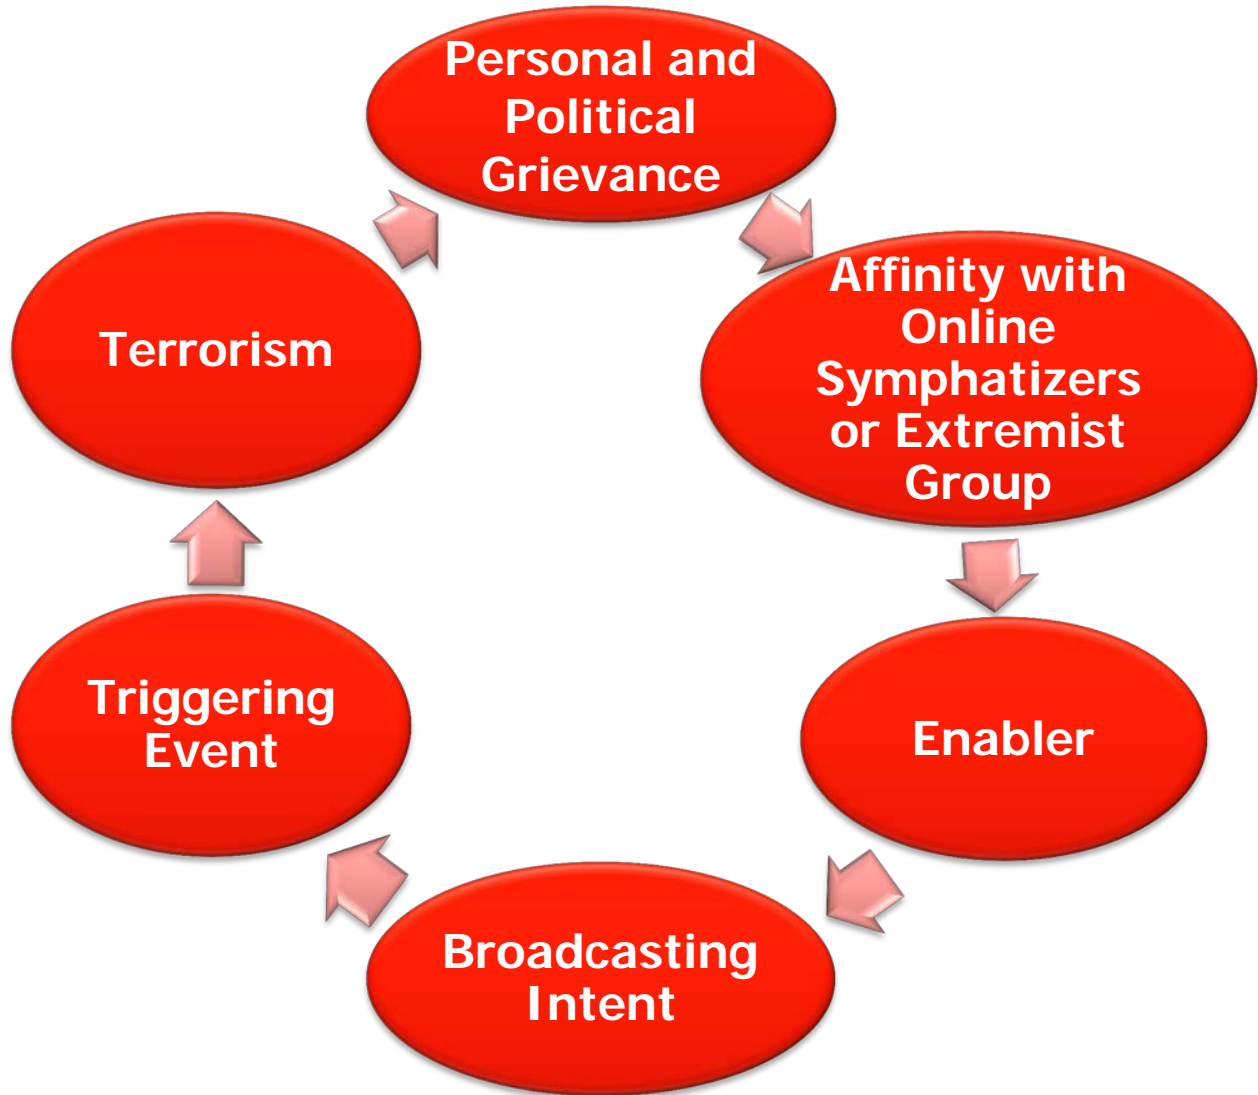 Personal and
Political
Grievance
Affinity with
Online
Symphatizers
or Extremist
Group
Enabler
Broadcasting
Intent
Triggering
Event
Terrorism